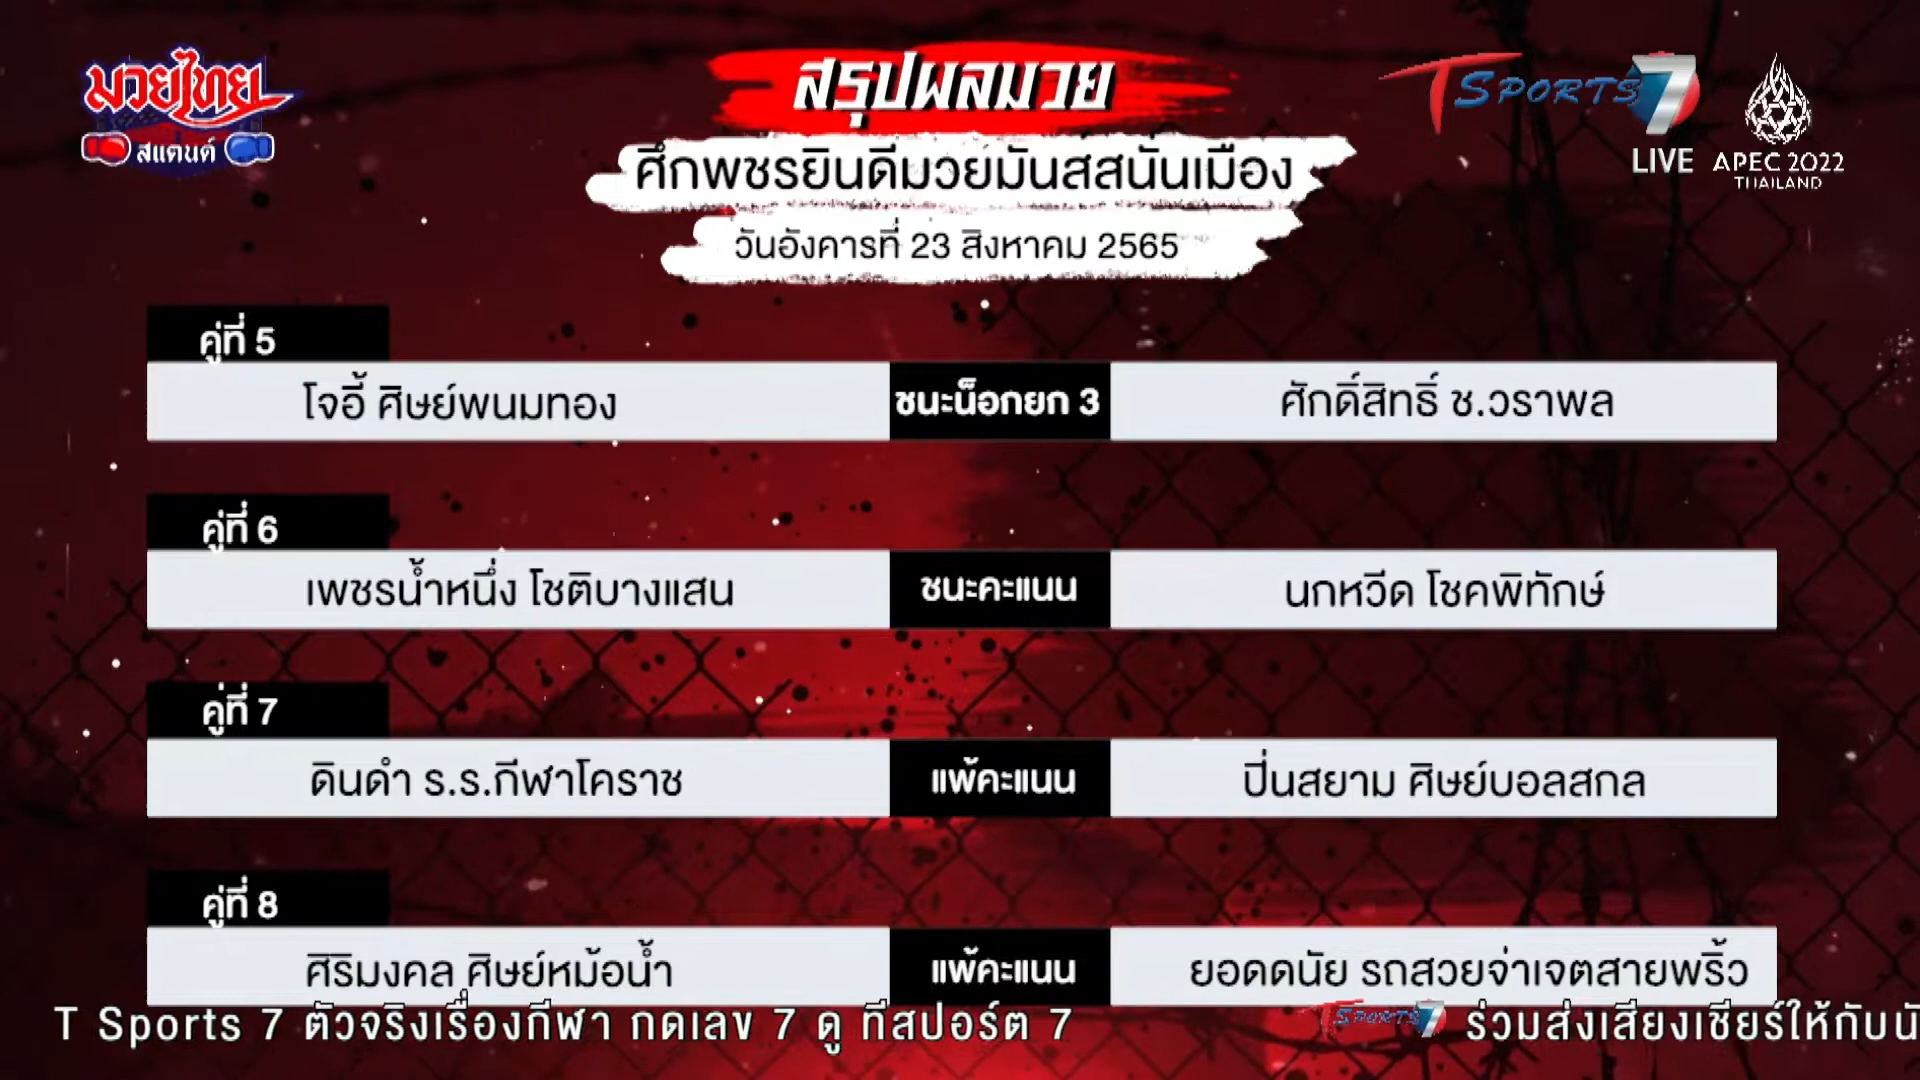 มวยไทย
สแตนด์
สรุปผลมวย
TSPORTS 7
LIVE
APEC 2022
THAILAND
ศึกพชรยินดีมวยมันสสนั่นเมือง
วันอังคารที่ 23 สิงหาคม 2565
คู่ที่ 5
โจอี้ ศิษย์พนมทอง ชนะน็อกยก 3 ศักดิ์สิทธิ์ ช.วราพล
คู่ที่ 6
เพชรน้ำหนึ่ง โชติบางแสน ชนะคะแนน นกหวีด โชคพิทักษ์
คู่ที่ 7
ดินดำ ร.ร.กีฬาโคราช แพ้คะแนน ปิ่นสยาม ศิษย์บอลสกล
คู่ที่ 8
ศิริมงคล ศิษย์หม้อน้ำ แพ้คะแนน ยอดดนัย รถสวยจ่าเจตสายพริ้ว
T Sports 7 ตัวจริงเรื่องกีฬา กดเลข 7 ดู ทีสปอร์ต 7 TSPORTS 7 ร่วมส่งเสียงเชียร์ให้กับนั